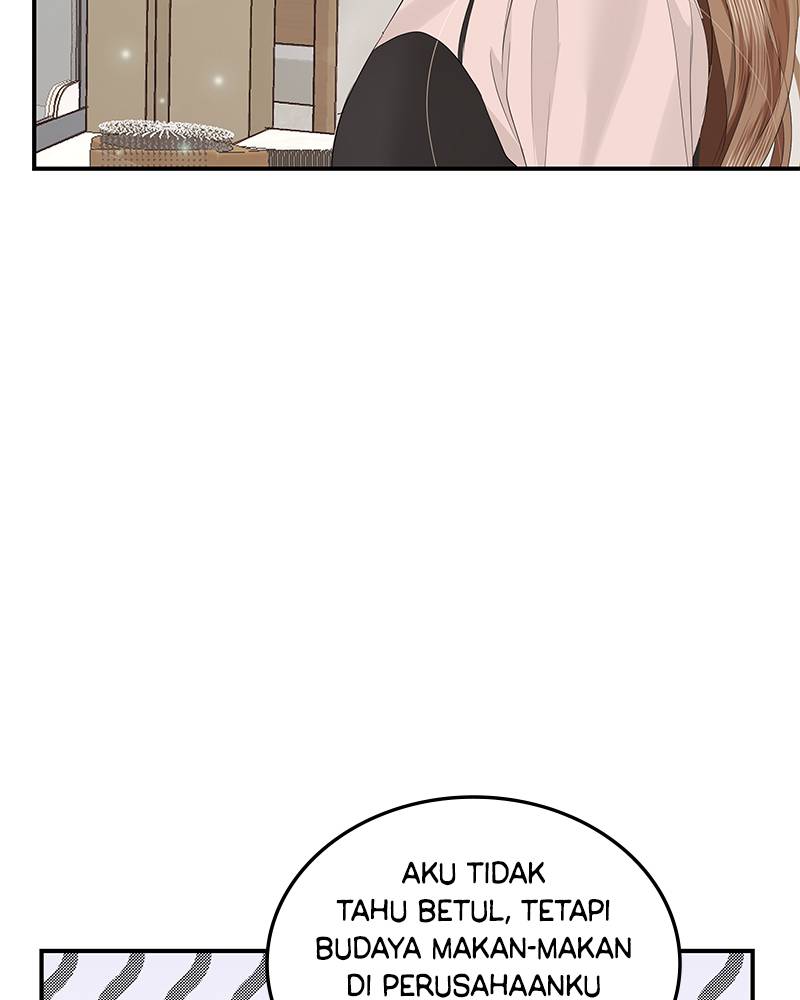 AKU TIDAK
TAHU BETUL, TETAPI
BUDAYA MAKAN-MAKAN
DI PERUSAHAANKU